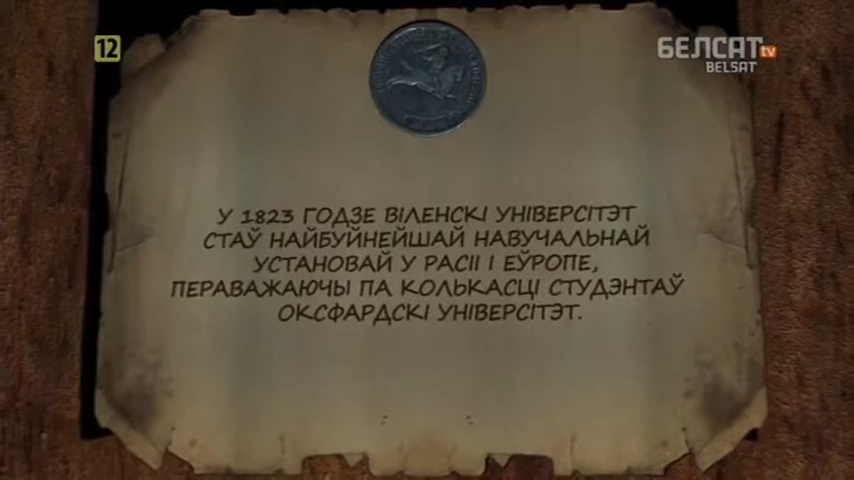 12
БЕЛСАТ tv
BELSAT
У 1823 ГОДЗЕ ВІЛЕНСКІ УНІВЕРСІТЭТ
СТАЎ НАЙБУЙНЕЙШАЙ НАВУЧАЛЬНАЙ
УСТАНОВАЙ У РАСІІ І ЕЎРОПЕ,
ПЕРАВАЖАЮЧЫ ПА КОЛЬКАСЦІ СТУДЭНТАЎ
ОКСФАРДСКІ УНІВЕРСІТЭТ.